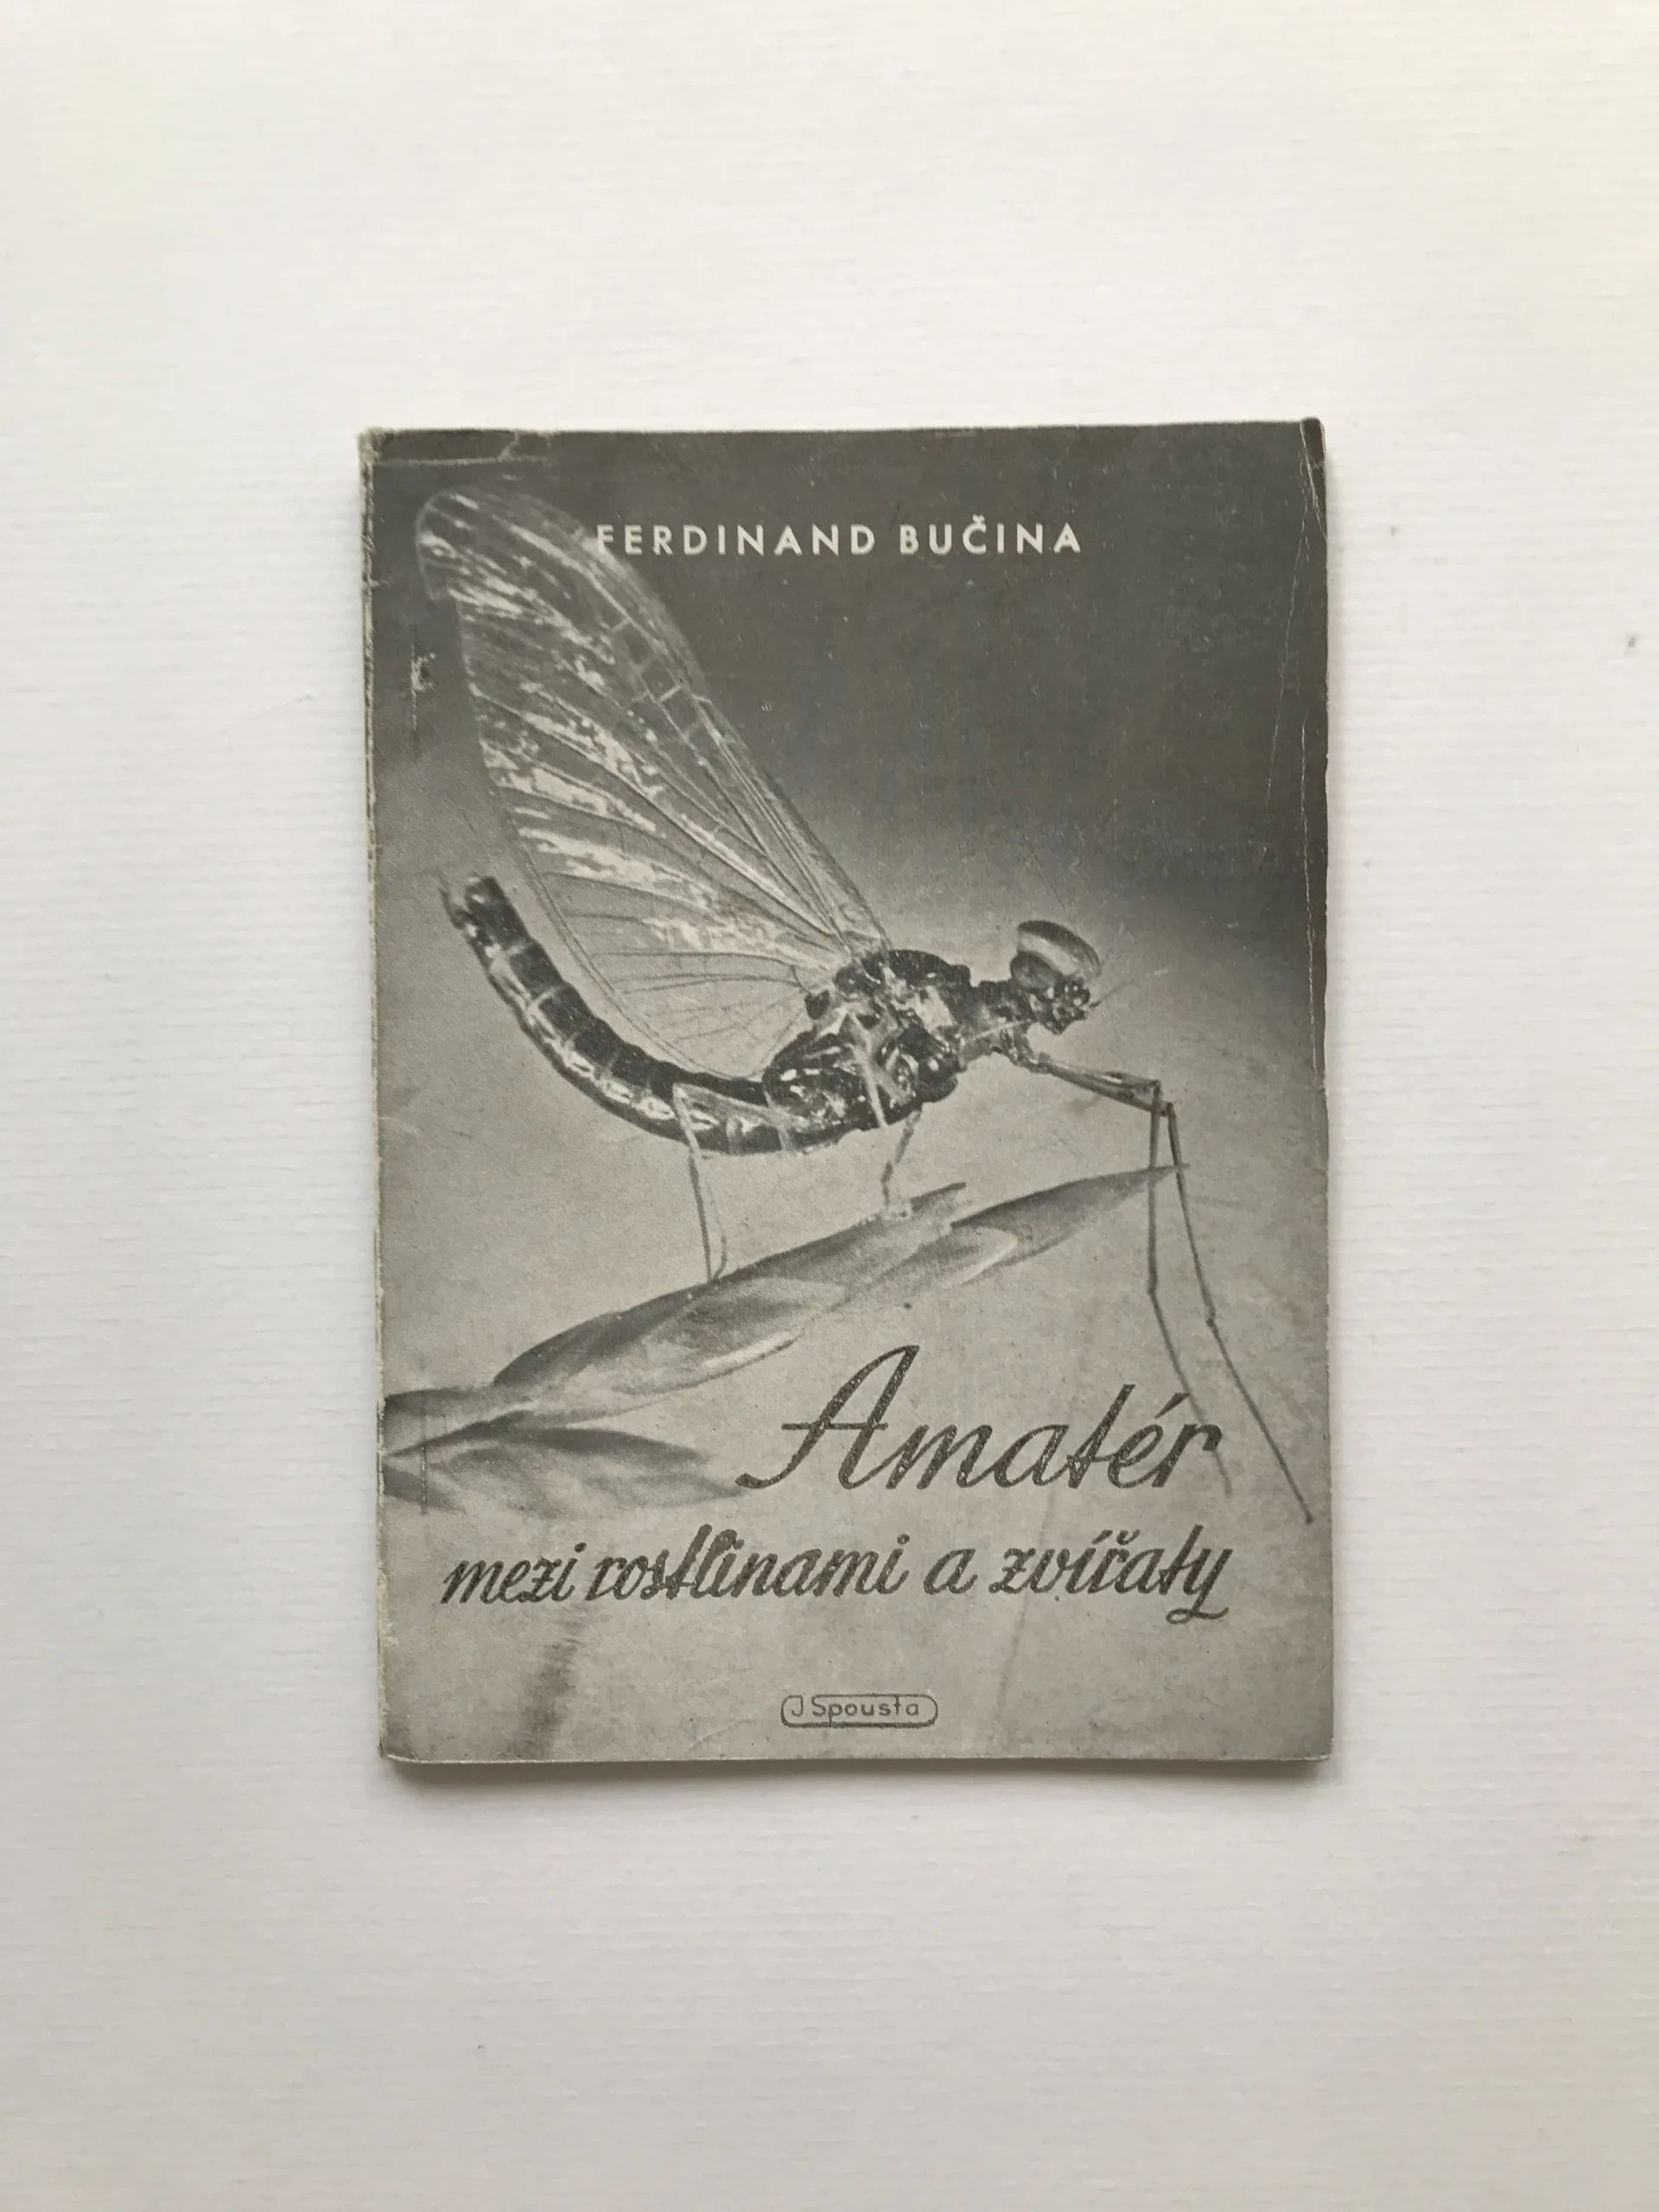 FERDINAND BUČINA
Amatér
mezi rostlinami a zvířaty
J Spousta